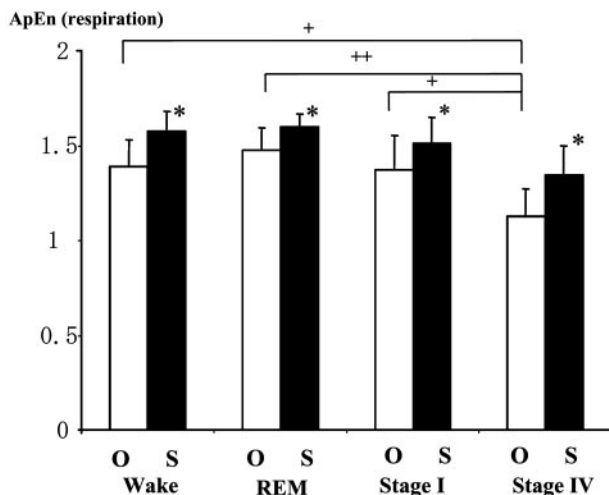 ApEn (respiration)
+
++
+
2
1.5
1
0.5
0
* * * *
O S O S O S O S
Wake REM Stage I Stage IV